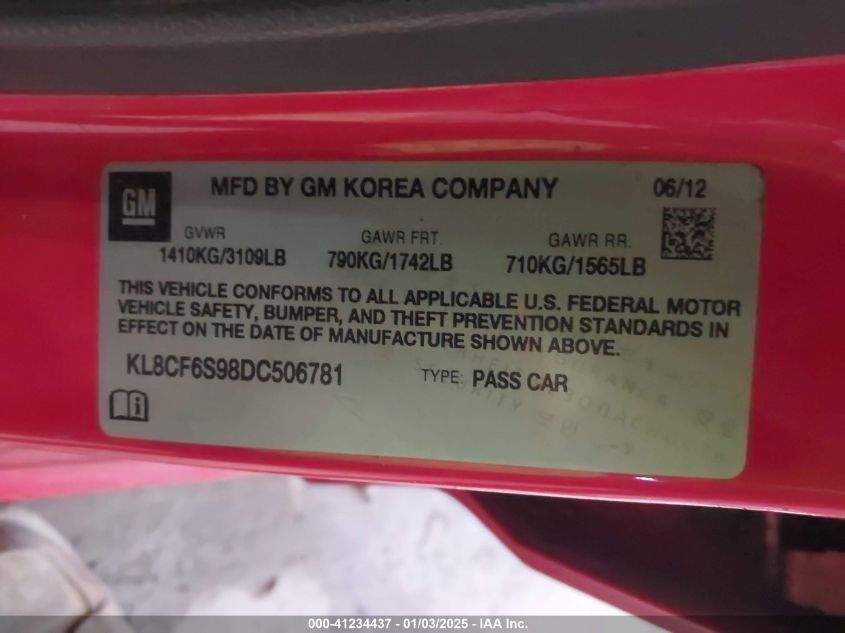 GM
MFD BY GM KOREA COMPANY 06/12
GVWR GAWR FRT. GAWR RR.
1410KG/3109LB 790KG/1742LB 710KG/1565LB
THIS VEHICLE CONFORMS TO ALL APPLICABLE U.S. FEDERAL MOTOR
VEHICLE SAFETY, BUMPER, AND THEFT PREVENTION STANDARDS IN
EFFECT ON THE DATE OF MANUFACTURE SHOWN ABOVE.
KL8CF6S98DC506781 TYPE: PASS CAR
000-41234437 - 01/03/2025 - IAA Inc.